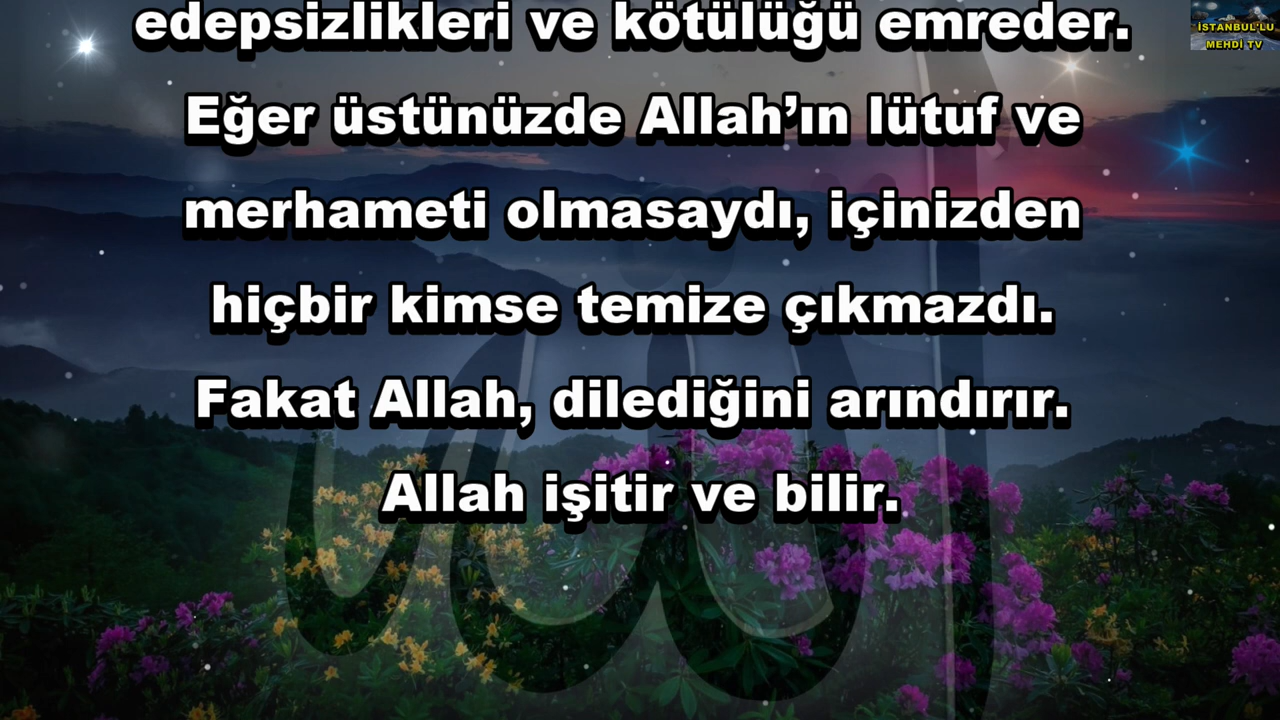 edepsizlikleri ve kötülüğü emreder.
Eğer üstünüzde Allah’ın lütuf ve
merhameti olmasaydı, içinizden
hiçbir kimse temize çıkmazdı.
Fakat Allah, dilediğini arındırır.
Allah işitir ve bilir.
İSTANBUL'LU
MEHDİ TV
الله